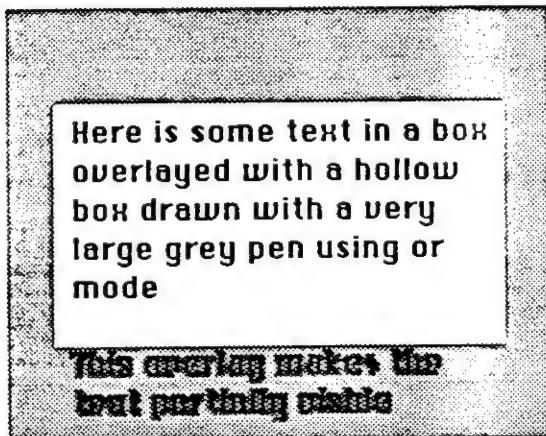 Here is some text in a box
overlayed with a hollow
box drawn with a very
large grey pen using or
mode
This overlay makes the
text partially visible